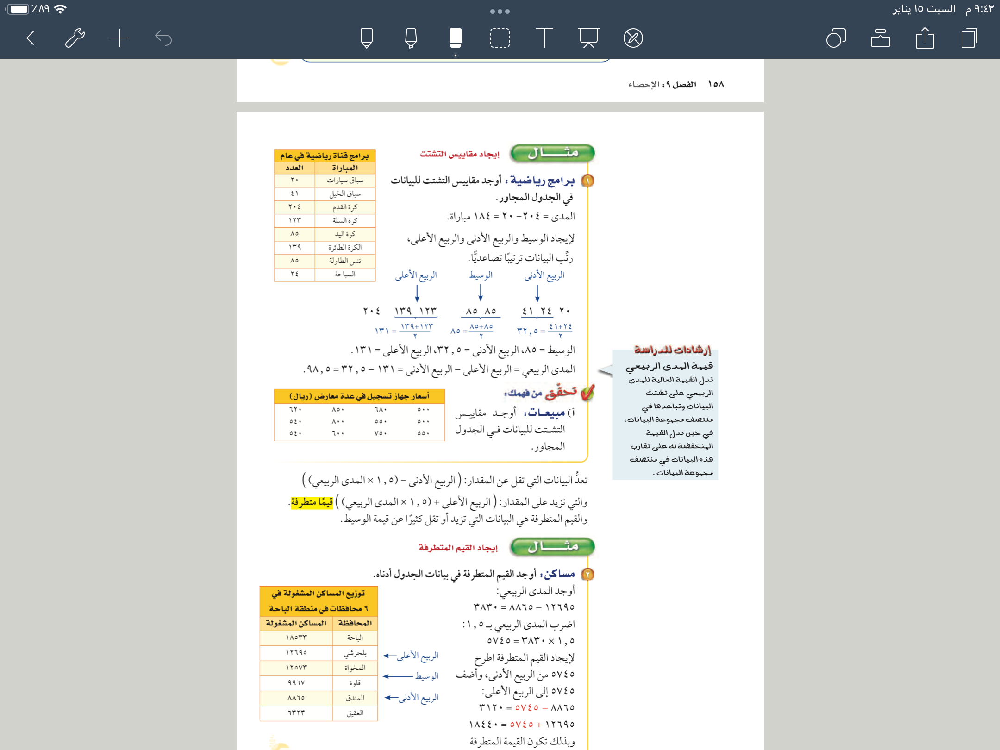 ٩:٤٢ م السبت ١٥ يناير
٨٩٪
١٥٨ الفصل ٩: الإحصاء
مثـــال إيجاد مقاييس التشتت
١ برامج رياضية: أوجد مقاييس التشتت للبيانات
في الجدول المجاور.
المدى = ٢٠٤ – ٢٠ = ١٨٤ مباراة.
لإيجاد الوسيط والربيع الأدنى والربيع الأعلى،
رتِّب البيانات ترتيبًا تصاعديًّا.
برامج قناة رياضية في عام
المباراة العدد
سباق سيارات ٢٠
سباق الخيل ٤١
كرة القدم ٢٠٤
كرة السلة ١٢٣
كرة اليد ٨٥
الكرة الطائرة ١٣٩
تنس الطاولة ٨٥
السباحة ٢٤
الربيع الأدنى الوسيط الربيع الأعلى
٢٠ ٢٤ ٤١ ٨٥ ٨٥ ١٢٣ ١٣٩ ٢٠٤
٢٤+٤١ / ٢ = ٣٢,٥ ٨٥+٨٥ / ٢ = ٨٥ ١٢٣+١٣٩ / ٢ = ١٣١
الوسيط = ٨٥، الربيع الأدنى = ٣٢,٥، الربيع الأعلى = ١٣١.
المدى الربيعي = الربيع الأعلى – الربيع الأدنى = ١٣١ – ٣٢,٥ = ٩٨,٥.
إرشادات للدراسة
قيمة المدى الربيعي
تدل القيمة العالية للمدى
الربيعي على تشتت
البيانات وتباعدها في
منتصف مجموعة البيانات،
في حين تدل القيمة
المنخفضة له على تقارب
هذه البيانات في منتصف
مجموعة البيانات.
تحقق من فهمك:
أ) مبيعـات: أوجـد مقاييـس
التشـتت للبيانات فـي الجدول
المجاور.
أسعار جهاز تسجيل في عدة معارض (ريال)
٥٠٠ ٦٨٠ ٨٥٠ ٦٢٠
٥٠٠ ٥٥٠ ٨٠٠ ٥٤٠
٥٥٠ ٧٥٠ ٦٠٠ ٥٤٠
تعدُّ البيانات التي تقل عن المقدار: (الربيع الأدنى – (١,٥ × المدى الربيعي))
والتي تزيد على المقدار: (الربيع الأعلى + (١,٥ × المدى الربيعي)) قيمًا متطرفة.
والقيم المتطرفة هي البيانات التي تزيد أو تقل كثيرًا عن قيمة الوسيط.
مثـــال إيجاد القيم المتطرفة
٢ مساكن: أوجد القيم المتطرفة في بيانات الجدول أدناه.
أوجد المدى الربيعي:
١٢٦٩٥ – ٨٨٦٥ = ٣٨٣٠
اضرب المدى الربيعي بـ ١,٥:
١,٥ × ٣٨٣٠ = ٥٧٤٥
لإيجاد القيم المتطرفة اطرح
٥٧٤٥ من الربيع الأدنى، وأضف
٥٧٤٥ إلى الربيع الأعلى:
٨٨٦٥ – ٥٧٤٥ = ٣١٢٠
١٢٦٩٥ + ٥٧٤٥ = ١٨٤٤٠
وبذلك تكون القيمة المتطرفة
الربيع الأعلى
الوسيط
الربيع الأدنى
توزيع المساكن المشغولة في
٦ محافظات في منطقة الباحة
المحافظة المساكن المشغولة
الباحة ١٨٥٣٣
بلجرشي ١٢٦٩٥
المخواة ١٢٥٧٣
قلوة ٩٩٦٧
المندق ٨٨٦٥
العقيق ٦٣٢٣